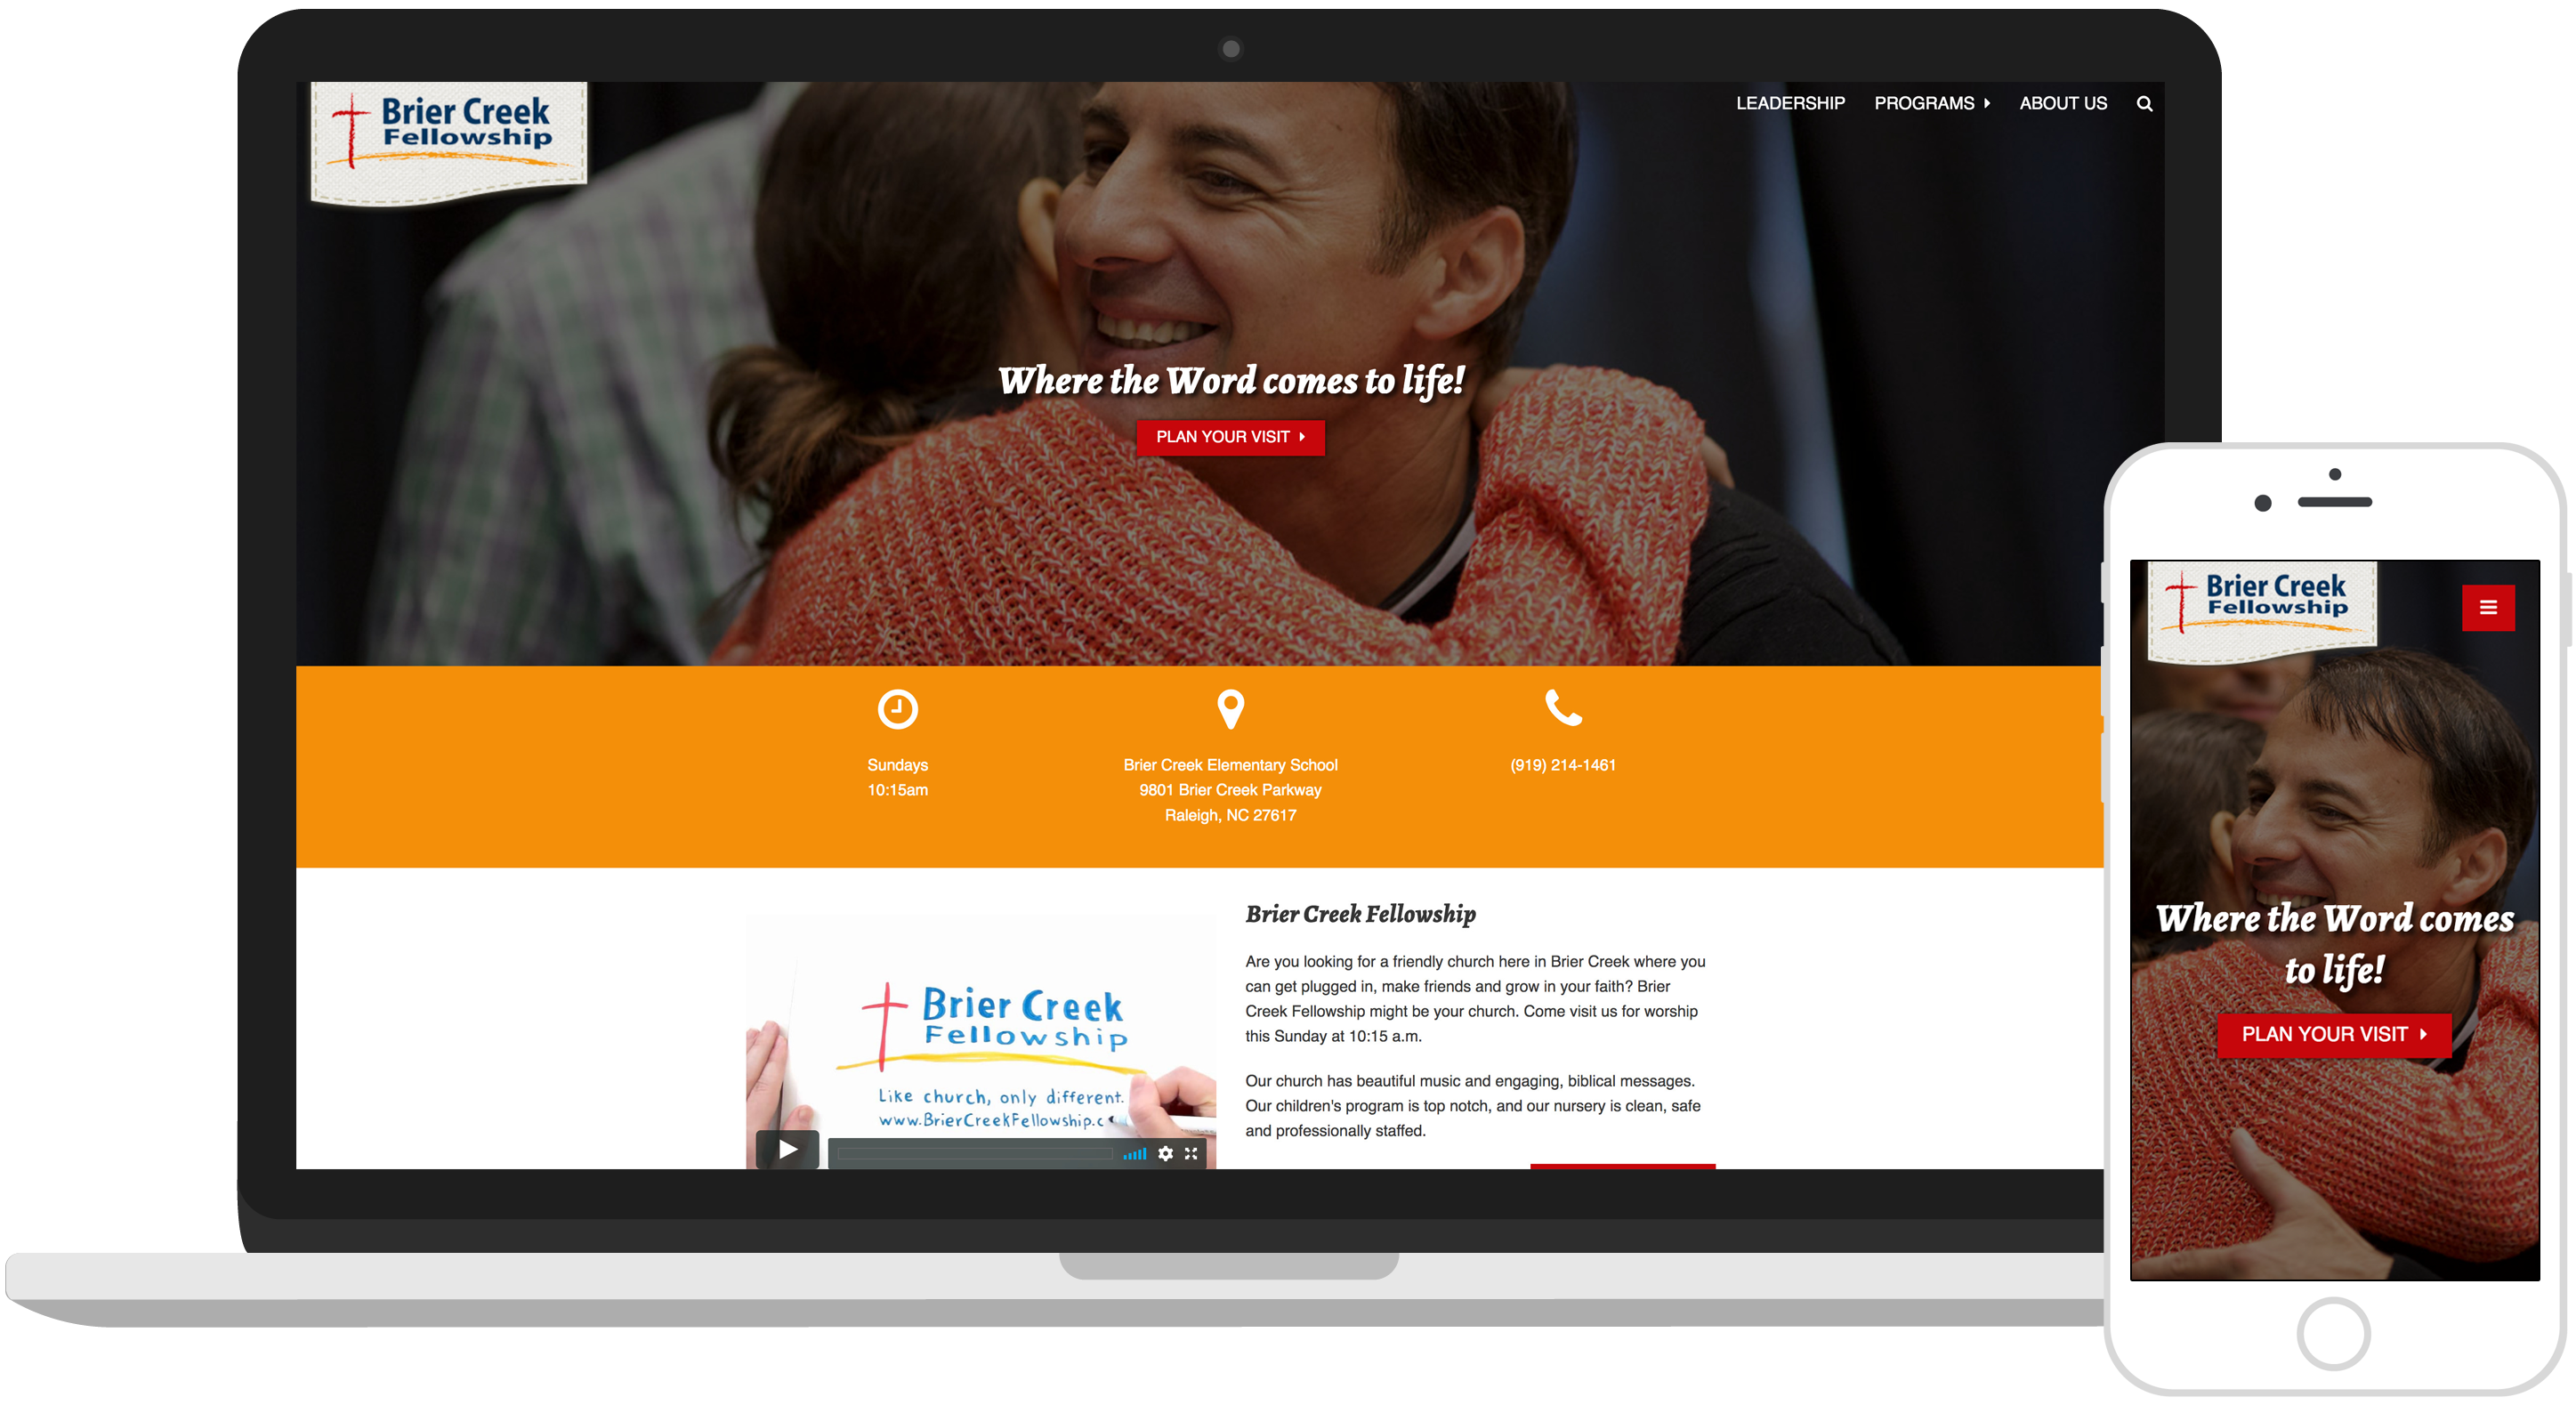 Brier Creek
Fellowship
LEADERSHIP PROGRAMS ABOUT US
Where the Word comes to life!
PLAN YOUR VISIT
Sundays
10:15am
Brier Creek Elementary School
9801 Brier Creek Parkway
Raleigh, NC 27617
(919) 214-1461
Brier Creek
Fellowship
Like church, only different.
www.BrierCreekFellowship.c
Brier Creek Fellowship
Are you looking for a friendly church here in Brier Creek where you
can get plugged in, make friends and grow in your faith? Brier
Creek Fellowship might be your church. Come visit us for worship
this Sunday at 10:15 a.m.
Our church has beautiful music and engaging, biblical messages.
Our children's program is top notch, and our nursery is clean, safe
and professionally staffed.
Brier Creek
Fellowship
Where the Word comes
to life!
PLAN YOUR VISIT